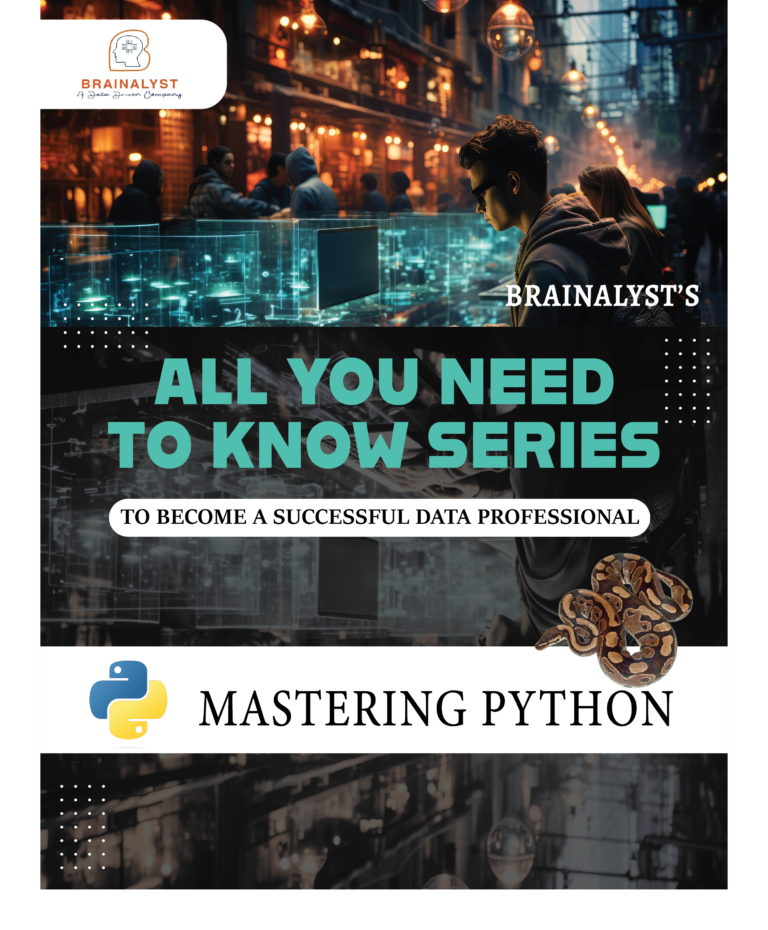 BRAINALYST
A Data Driven Company
BRAINALYST'S
ALL YOU NEED
TO KNOW SERIES
TO BECOME A SUCCESSFUL DATA PROFESSIONAL
MASTERING PYTHON